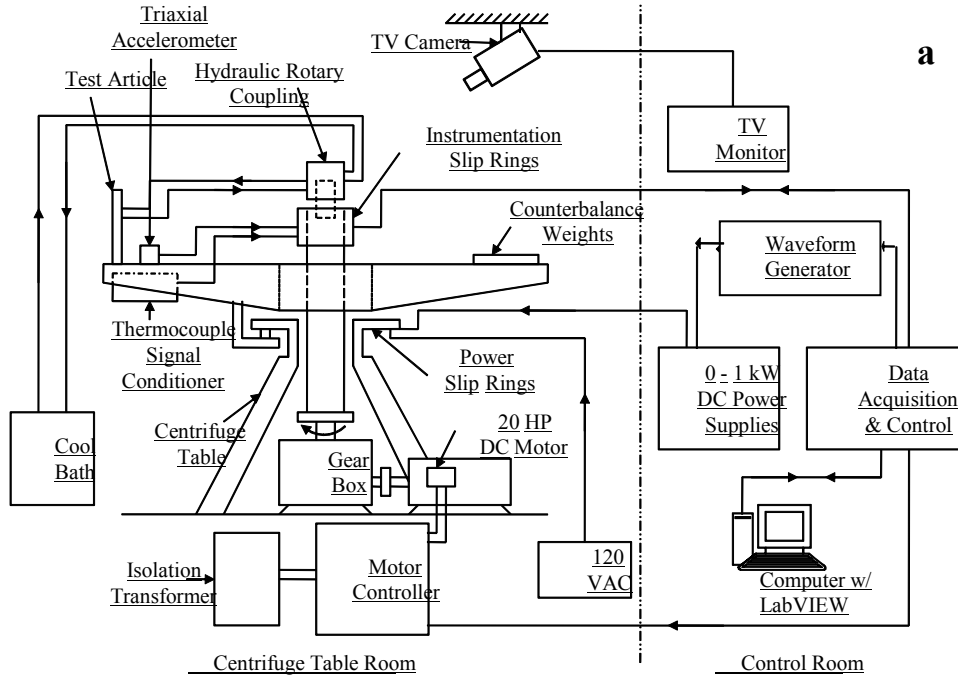 Triaxial
Accelerometer
Test Article
Hydraulic Rotary
Coupling
TV Camera
a
Instrumentation
Slip Rings
TV
Monitor
Counterbalance
Weights
Waveform
Generator
Thermocouple
Signal
Conditioner
Power
Slip Rings
0 - 1 kW
DC Power
Supplies
Data
Acquisition
& Control
Centrifuge
Table
20 HP
DC Motor
Cool
Bath
Gear
Box
Isolation
Transformer
Motor
Controller
120
VAC
Computer w/
LabVIEW
Centrifuge Table Room
Control Room